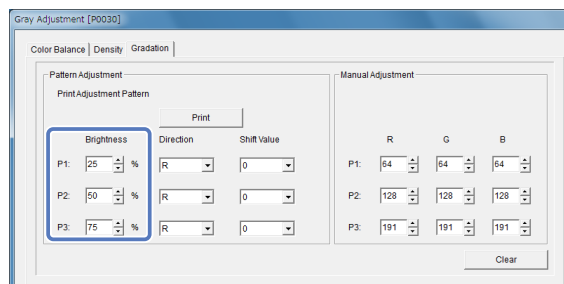 Gray Adjustment [P0030]
Color Balance Density Gradation
Pattern Adjustment Manual Adjustment
Print Adjustment Pattern
Print
Brightness Direction Shift Value R G B
P1: 25 % R 0 P1: 64 64 64
P2: 50 % R 0 P2: 128 128 128
P3: 75 % R 0 P3: 191 191 191
Clear